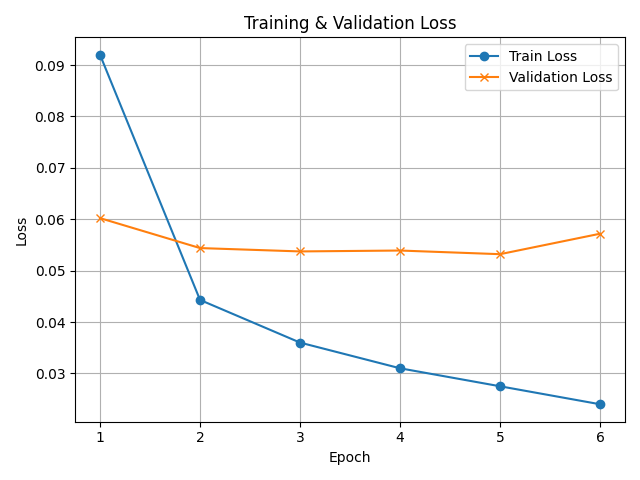 Training & Validation Loss
Train Loss
Validation Loss
Loss
0.09
0.08
0.07
0.06
0.05
0.04
0.03
1 2 3 4 5 6
Epoch